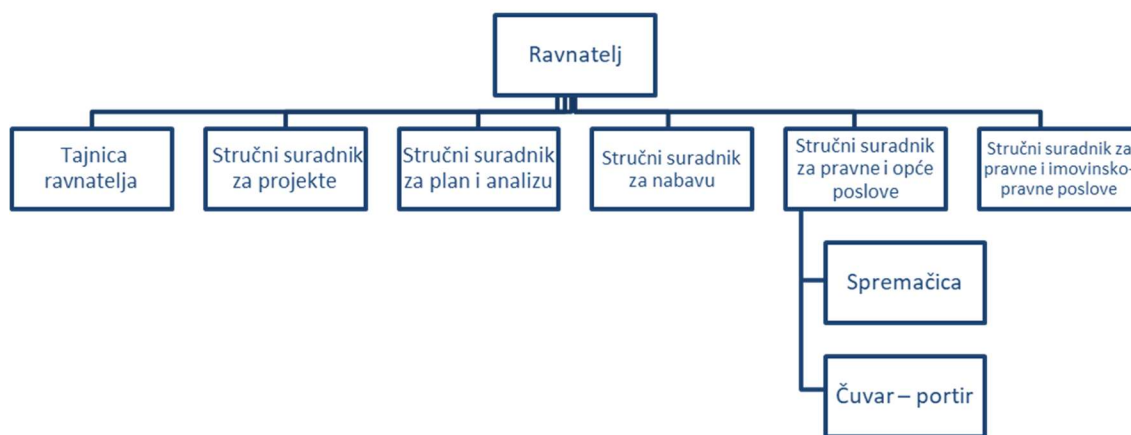 Ravnatelj
Tajnica
ravnatelja
Stručni suradnik
za projekte
Stručni suradnik
za plan i analizu
Stručni suradnik
za nabavu
Stručni suradnik
za pravne i opće
poslove
Stručni suradnik za
pravne i imovinsko-
pravne poslove
Spremačica
Čuvar – portir